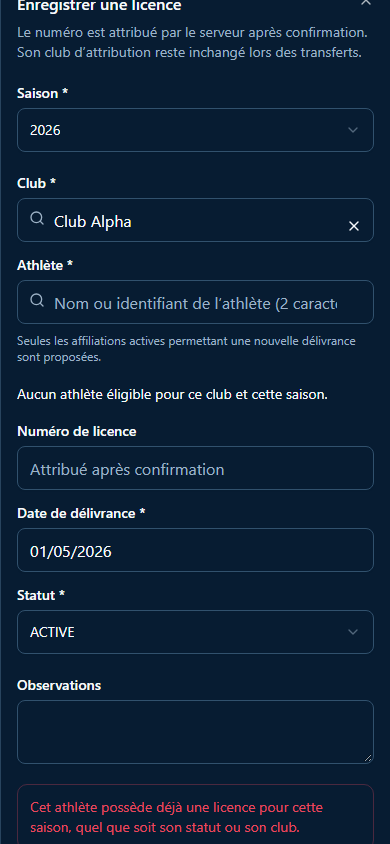 Enregistrer une licence
Le numéro est attribué par le serveur après confirmation.
Son club d’attribution reste inchangé lors des transferts.
Saison *
2026
Club *
Club Alpha
Athlète *
Nom ou identifiant de l’athlète (2 caracte
Seules les affiliations actives permettant une nouvelle délivrance
sont proposées.
Aucun athlète éligible pour ce club et cette saison.
Numéro de licence
Attribué après confirmation
Date de délivrance *
01/05/2026
Statut *
ACTIVE
Observations
Cet athlète possède déjà une licence pour cette
saison, quel que soit son statut ou son club.